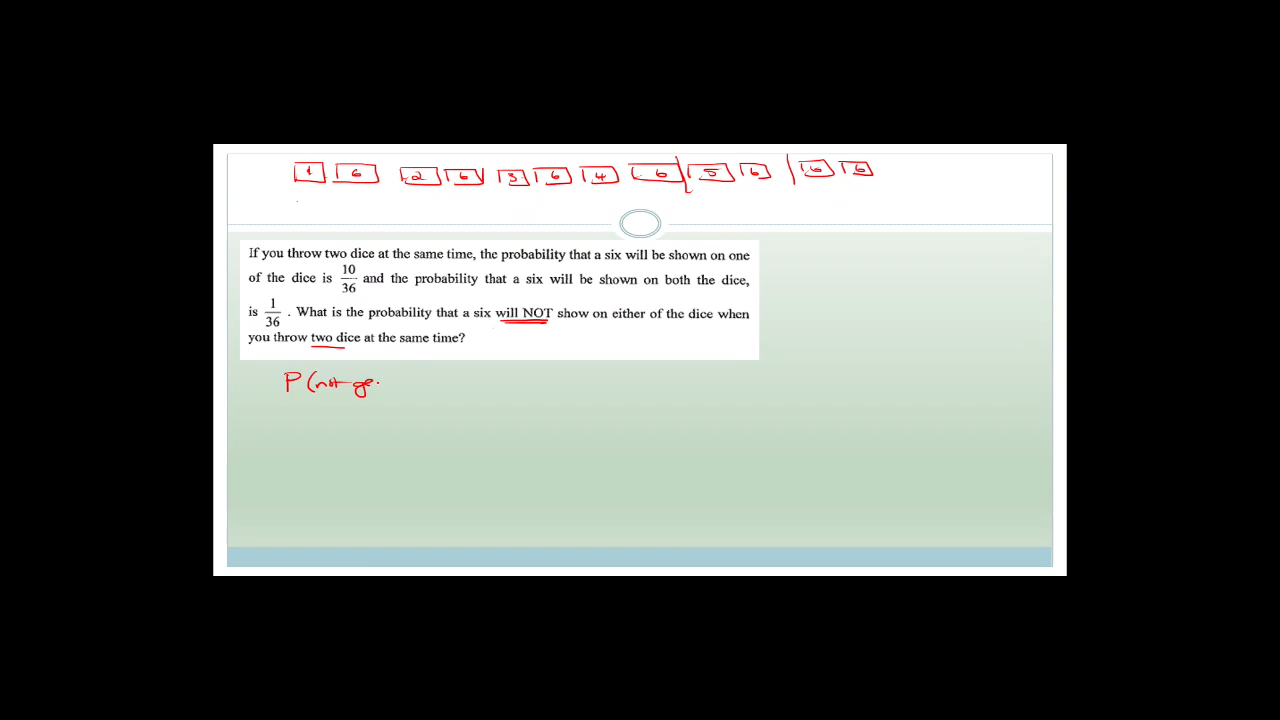 1 6 2 6 3 6 4 6 5 6 6 6
If you throw two dice at the same time, the probability that a six will be shown on one
of the dice is 10/36 and the probability that a six will be shown on both the dice,
is 1/36 . What is the probability that a six will NOT show on either of the dice when
you throw two dice at the same time?
P(not ge